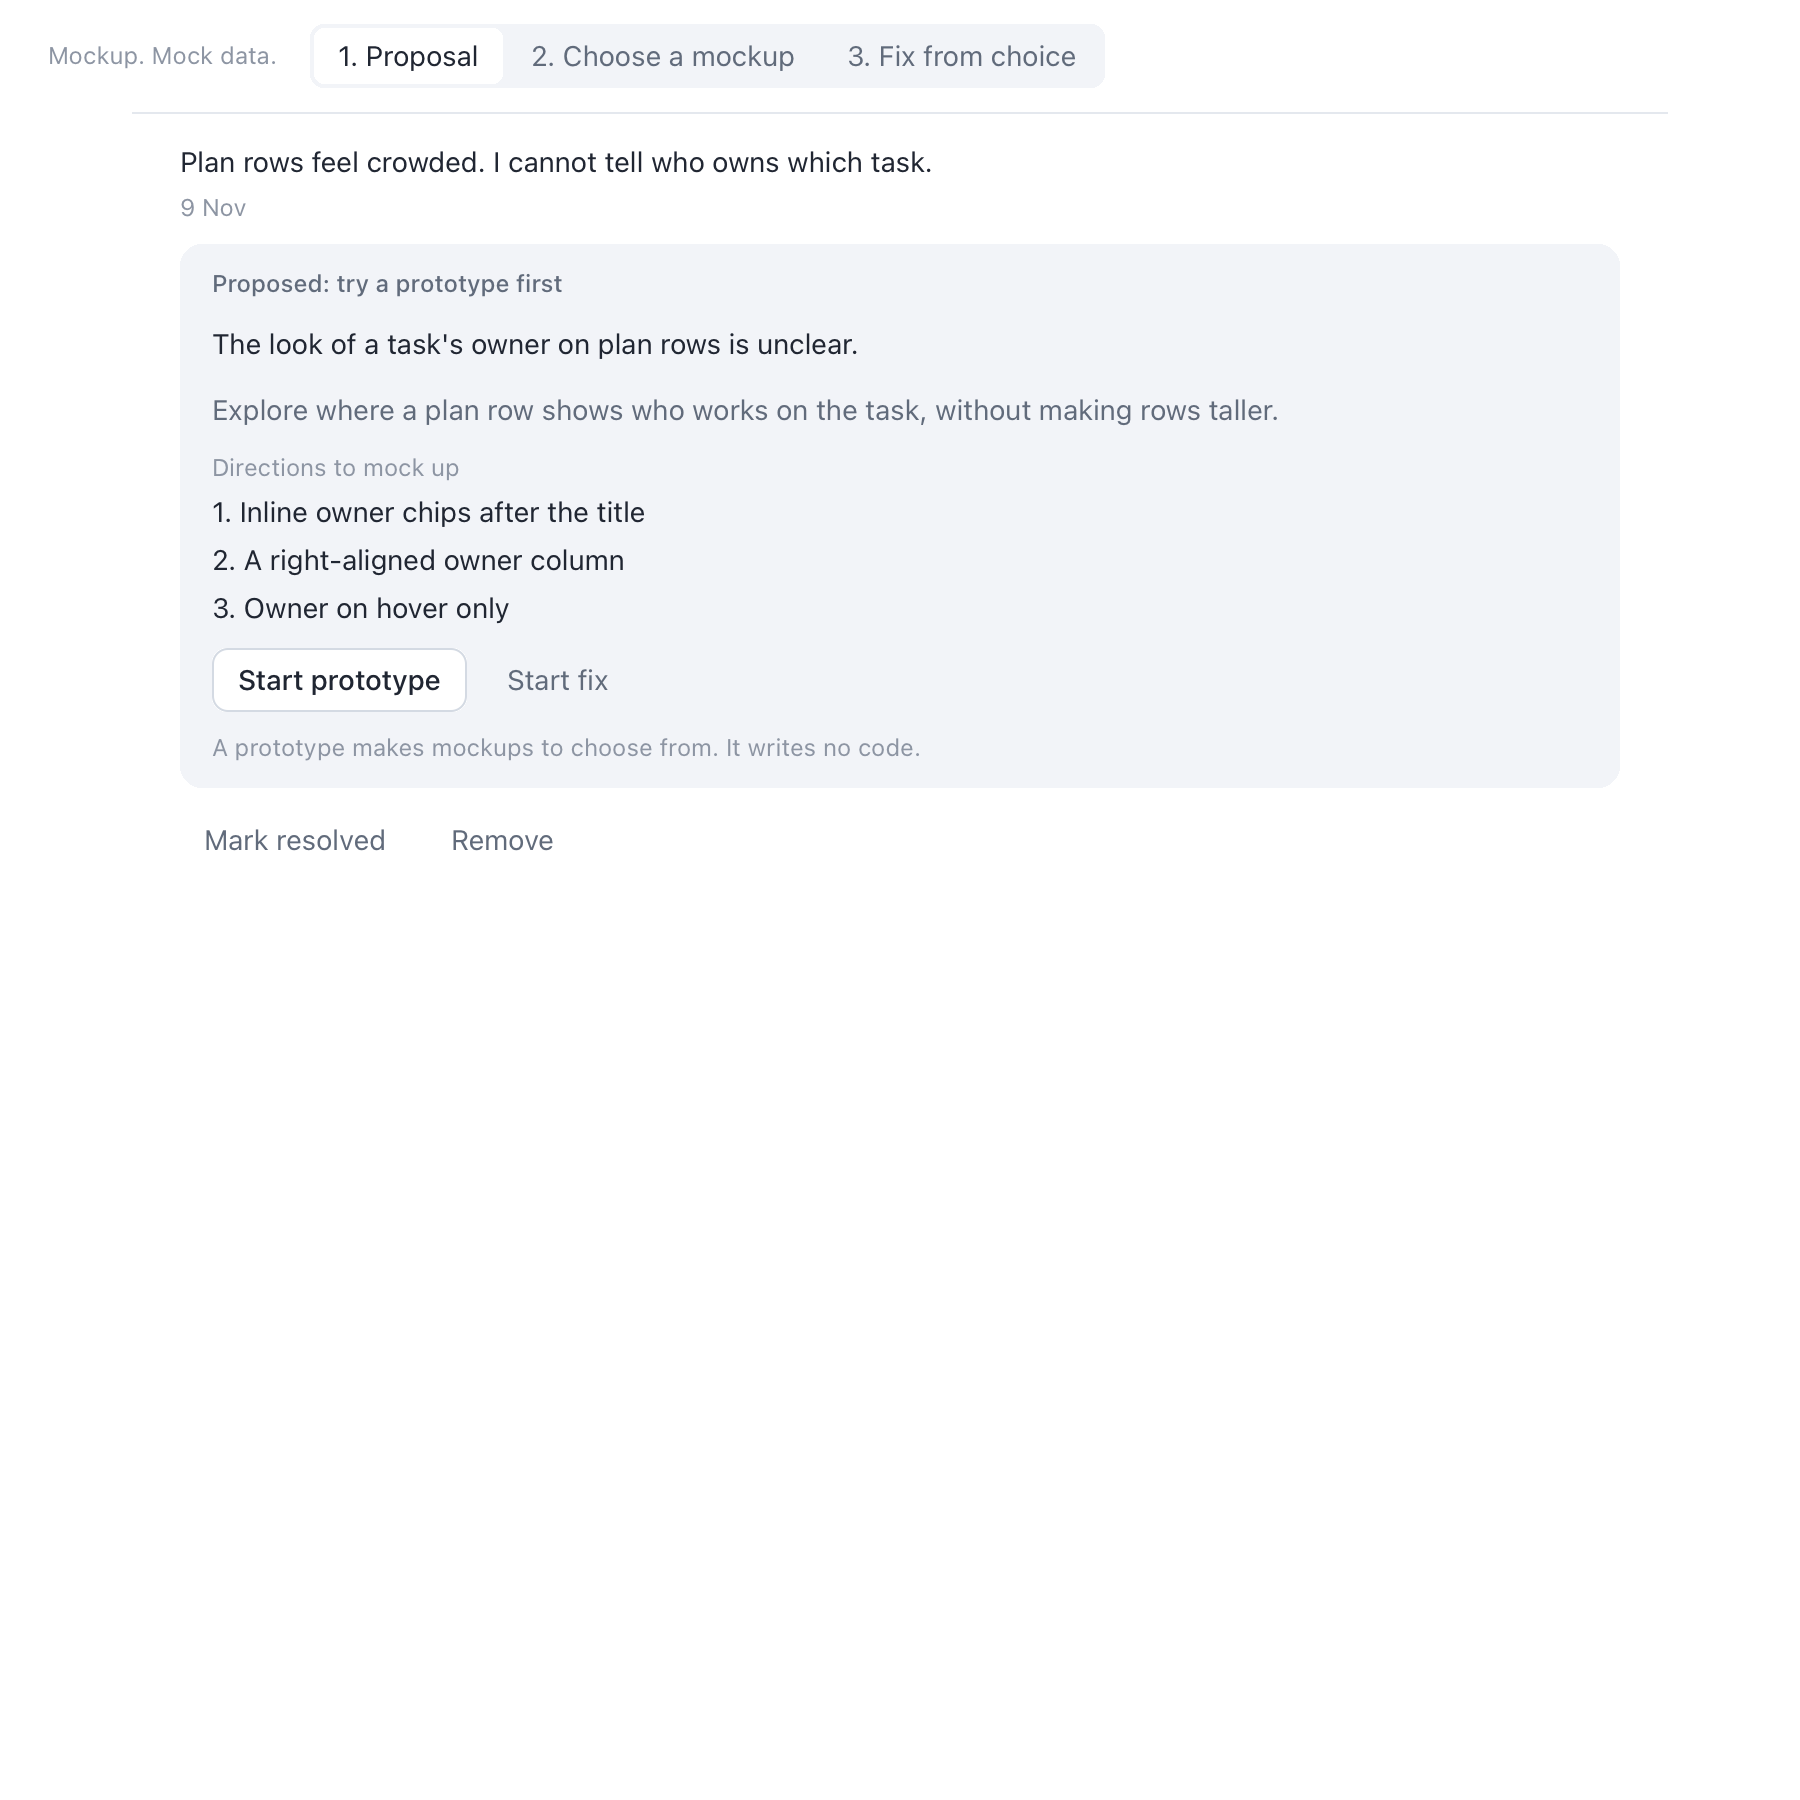 Mockup. Mock data.
1. Proposal
2. Choose a mockup
3. Fix from choice
Plan rows feel crowded. I cannot tell who owns which task.
9 Nov
Proposed: try a prototype first
The look of a task's owner on plan rows is unclear.
Explore where a plan row shows who works on the task, without making rows taller.
Directions to mock up
1. Inline owner chips after the title
2. A right-aligned owner column
3. Owner on hover only
Start prototype
Start fix
A prototype makes mockups to choose from. It writes no code.
Mark resolved
Remove